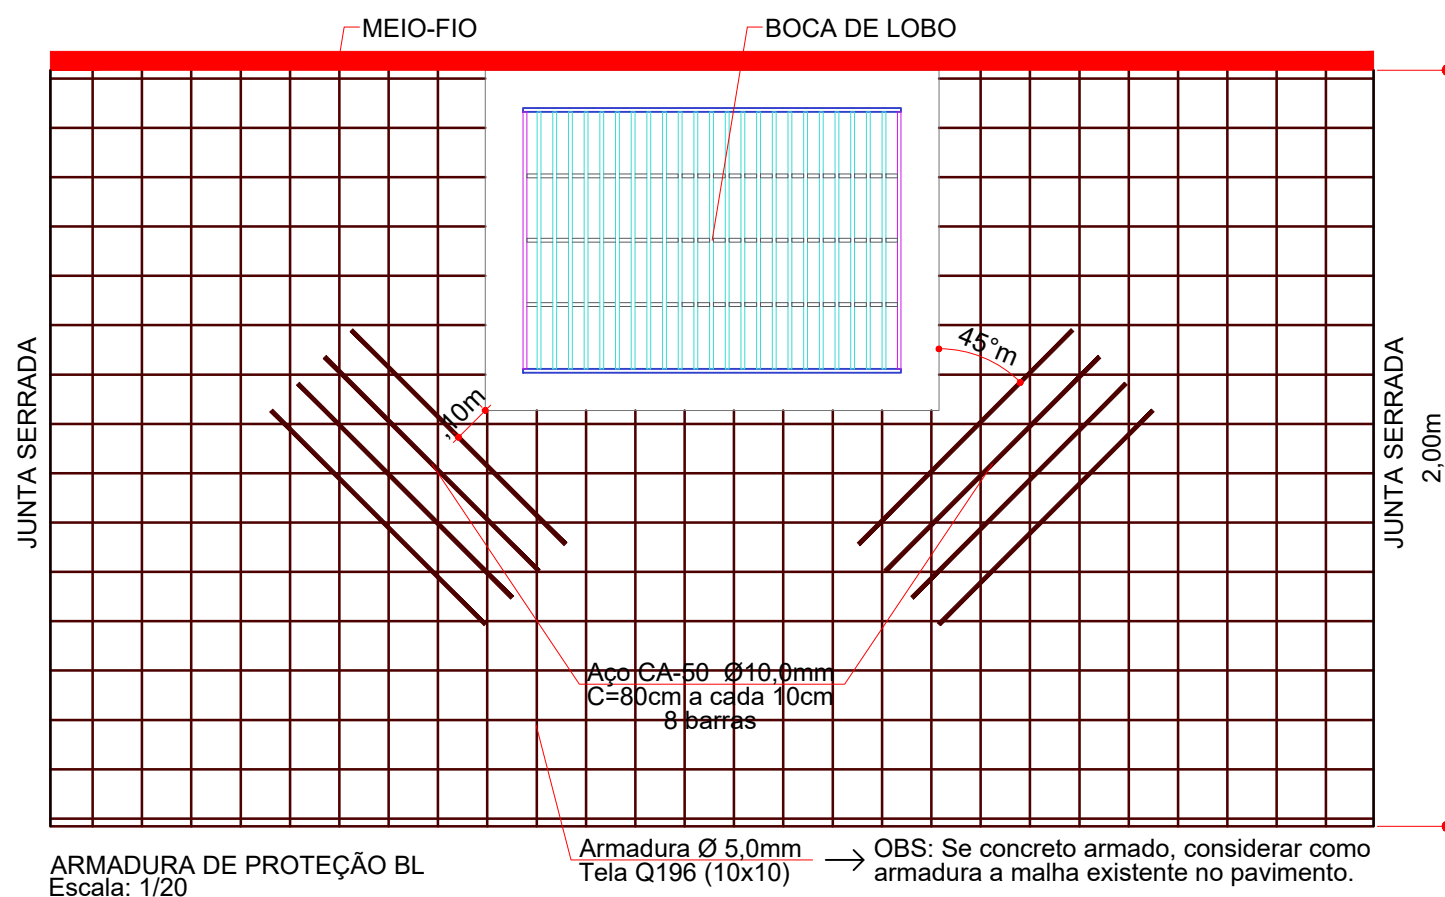 MEIO-FIO
BOCA DE LOBO
JUNTA SERRADA
,10m
45°m
JUNTA SERRADA
2,00m
Aço CA-50 Ø10,0mm
C=80cm a cada 10cm
8 barras
Armadura Ø 5,0mm
Tela Q196 (10x10)
OBS: Se concreto armado, considerar como
armadura a malha existente no pavimento.
ARMADURA DE PROTEÇÃO BL
Escala: 1/20